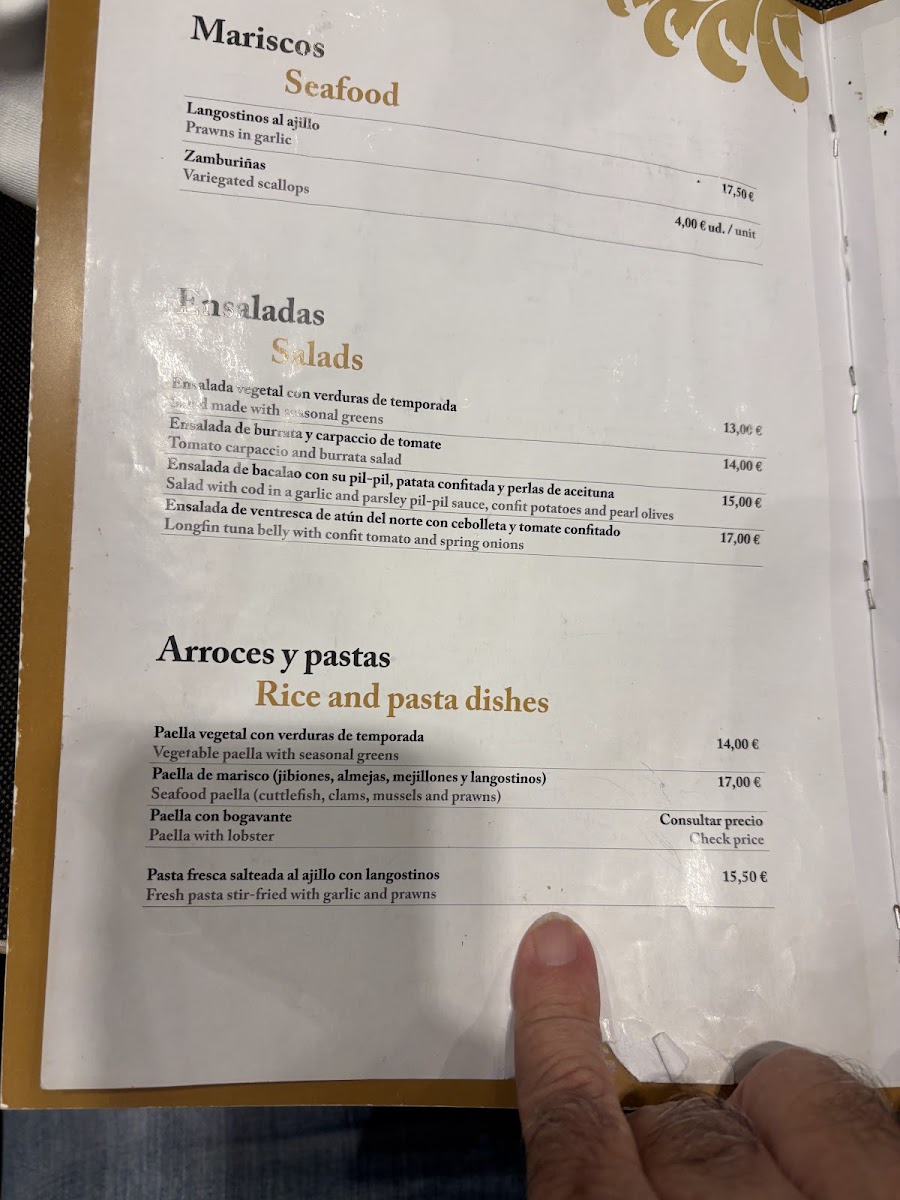 Mariscos
Seafood
Langostinos al ajillo
Prawns in garlic
17,50 €
Zamburiñas
Variegated scallops
4,00 € ud. / unit
Ensaladas
Salads
Ensalada vegetal con verduras de temporada
Salad made with seasonal greens
13,00 €
Ensalada de burrata y carpaccio de tomate
Tomato carpaccio and burrata salad
14,00 €
Ensalada de bacalao con su pil-pil, patata confitada y perlas de aceituna
Salad with cod in a garlic and parsley pil-pil sauce, confit potatoes and pearl olives
15,00 €
Ensalada de ventresca de atún del norte con cebolleta y tomate confitado
Longfin tuna belly with confit tomato and spring onions
17,00 €
Arroces y pastas
Rice and pasta dishes
Paella vegetal con verduras de temporada
Vegetable paella with seasonal greens
14,00 €
Paella de marisco (jibiones, almejas, mejillones y langostinos)
Seafood paella (cuttlefish, clams, mussels and prawns)
17,00 €
Paella con bogavante
Paella with lobster
Consultar precio
Check price
Pasta fresca salteada al ajillo con langostinos
Fresh pasta stir-fried with garlic and prawns
15,50 €